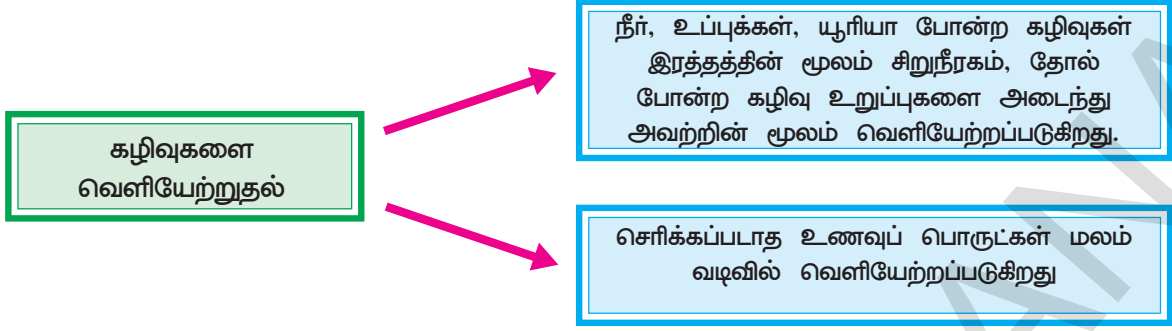 கழிவுகளை
வெளியேற்றுதல்
நீர், உப்புக்கள், யூரியா போன்ற கழிவுகள்
இரத்தத்தின் மூலம் சிறுநீரகம், தோல்
போன்ற கழிவு உறுப்புகளை அடைந்து
அவற்றின் மூலம் வெளியேற்றப்படுகிறது.
செரிக்கப்படாத உணவுப் பொருட்கள் மலம்
வடிவில் வெளியேற்றப்படுகிறது